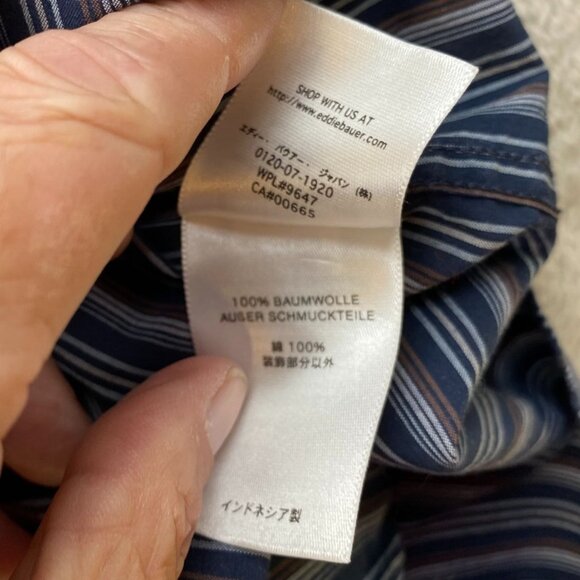 SHOP WITH US AT
http://www.eddiebauer.com
エディー. バウアー. ジャパン (株)
0120-07-1920
WPL#9647
CA#00665
100% BAUMWOLLE
AUßER SCHMUCKTEILE
綿 100%
装飾部分以外
インドネシア製